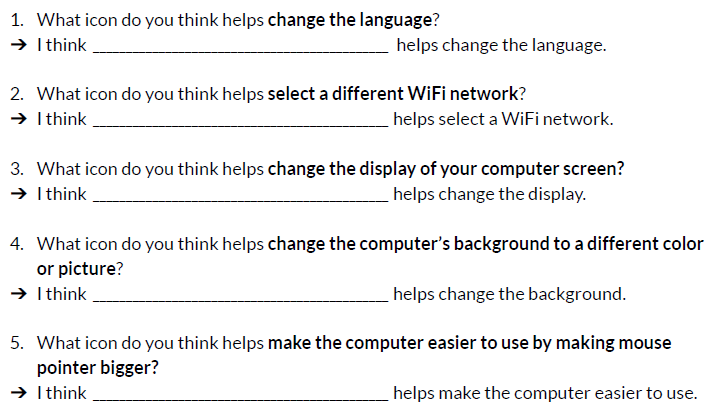 1. What icon do you think helps change the language?
➔ I think ______________________________ helps change the language.
2. What icon do you think helps select a different WiFi network?
➔ I think ______________________________ helps select a WiFi network.
3. What icon do you think helps change the display of your computer screen?
➔ I think ______________________________ helps change the display.
4. What icon do you think helps change the computer’s background to a different color
or picture?
➔ I think ______________________________ helps change the background.
5. What icon do you think helps make the computer easier to use by making mouse
pointer bigger?
➔ I think ______________________________ helps make the computer easier to use.